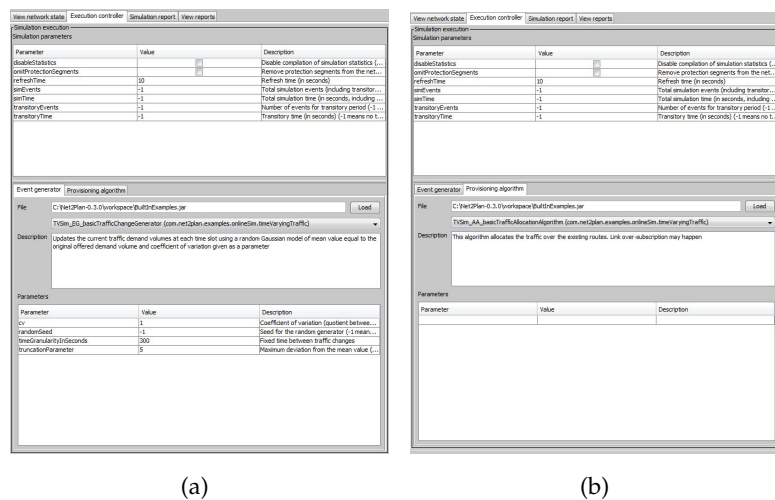 View network state Execution controller Simulation report View reports
Simulation execution
Simulation parameters
Parameter Value Description
disableStatistics Disable compilation of simulation statistics (...
omitProtectionSegments Remove protection segments from the net...
refreshTime 10 Refresh time (in seconds)
simEvents -1 Total simulation events (including transitor...
simTime -1 Total simulation time (in seconds, including ...
transitoryEvents -1 Number of events for transitory period (-1 ...
transitoryTime -1 Transitory time (in seconds) (-1 means no t...
Event generator Provisioning algorithm
File C:\Net2Plan-0.3.0\workspace\BuiltInExamples.jar Load
TVSim_EG_basicTrafficChangeGenerator (com.net2plan.examples.onlineSim.timeVaryingTraffic)
Description Updates the current traffic demand volumes at each time slot using a random Gaussian model of mean value equal to the
original offered demand volume and coefficient of variation given as a parameter
Parameters
Parameter Value Description
cv 1 Coefficient of variation (quotient betwee...
randomSeed -1 Seed for the random generator (-1 mean...
timeGranularityInSeconds 300 Fixed time between traffic changes
truncationParameter 5 Maximum deviation from the mean value (...
(a)
View network state Execution controller Simulation report View reports
Simulation execution
Simulation parameters
Parameter Value Description
disableStatistics Disable compilation of simulation statistics (...
omitProtectionSegments Remove protection segments from the net...
refreshTime 10 Refresh time (in seconds)
simEvents -1 Total simulation events (including transitor...
simTime -1 Total simulation time (in seconds, including ...
transitoryEvents -1 Number of events for transitory period (-1 ...
transitoryTime -1 Transitory time (in seconds) (-1 means no t...
Event generator Provisioning algorithm
File C:\Net2Plan-0.3.0\workspace\BuiltInExamples.jar Load
TVSim_AA_basicTrafficAllocationAlgorithm (com.net2plan.examples.onlineSim.timeVaryingTraffic)
Description This algorithm allocates the traffic over the existing routes. Link over-subscription may happen
Parameters
Parameter Value Description
(b)